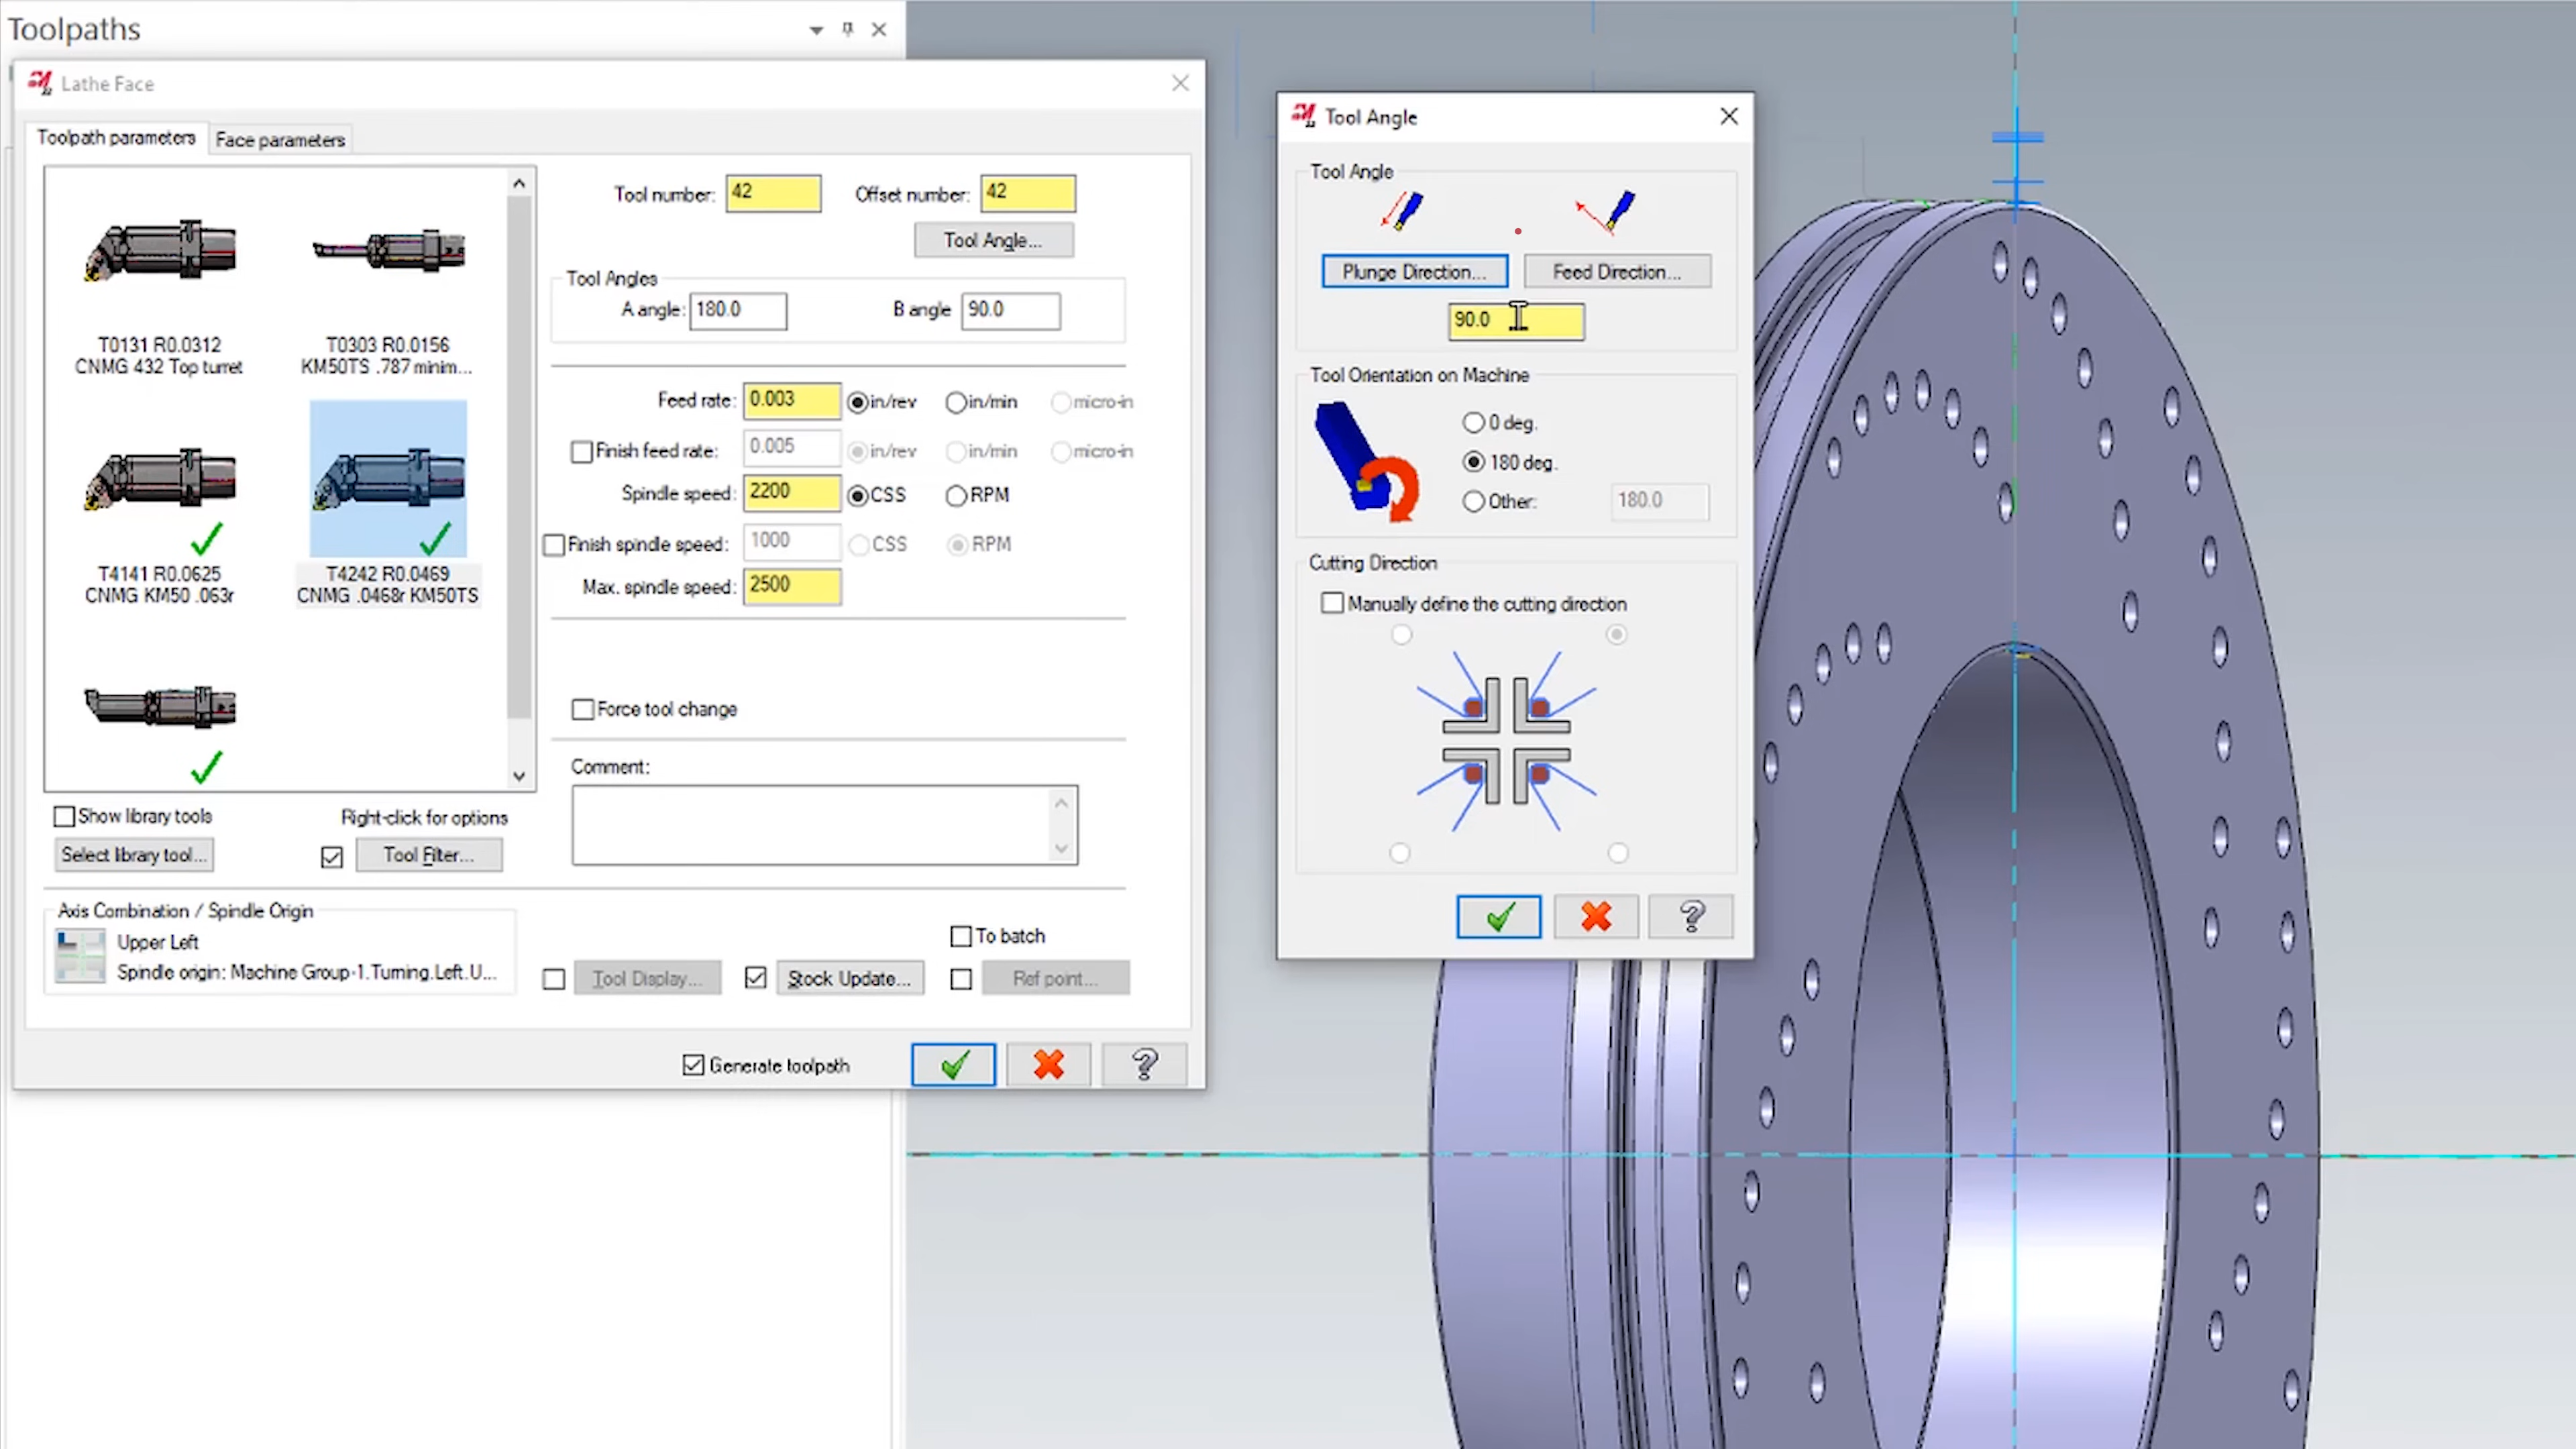 Toolpaths
Lathe Face
Toolpath parameters
Face parameters
T0131 R0.0312
CNMG 432 Top turret
T0303 R0.0156
KM50TS .787 minim...
T4141 R0.0625
CNMG KM50 .063r
T4242 R0.0469
CNMG .0468r KM50TS
Show library tools
Right-click for options
Select library tool...
Tool Filter...
Axis Combination / Spindle Origin
Upper Left
Spindle origin: Machine Group-1.Turning.Left.U...
Tool number: 42
Offset number: 42
Tool Angle...
Tool Angles
A angle: 180.0
B angle 90.0
Feed rate: 0.003 in/rev in/min micro-in
Finish feed rate: 0.005 in/rev in/min micro-in
Spindle speed: 2200 CSS RPM
Finish spindle speed: 1000 CSS RPM
Max. spindle speed: 2500
Force tool change
Comment:
To batch
Tool Display...
Stock Update...
Ref point...
Generate toolpath
Tool Angle
Tool Angle
Plunge Direction...
Feed Direction...
90.0
Tool Orientation on Machine
0 deg.
180 deg.
Other: 180.0
Cutting Direction
Manually define the cutting direction